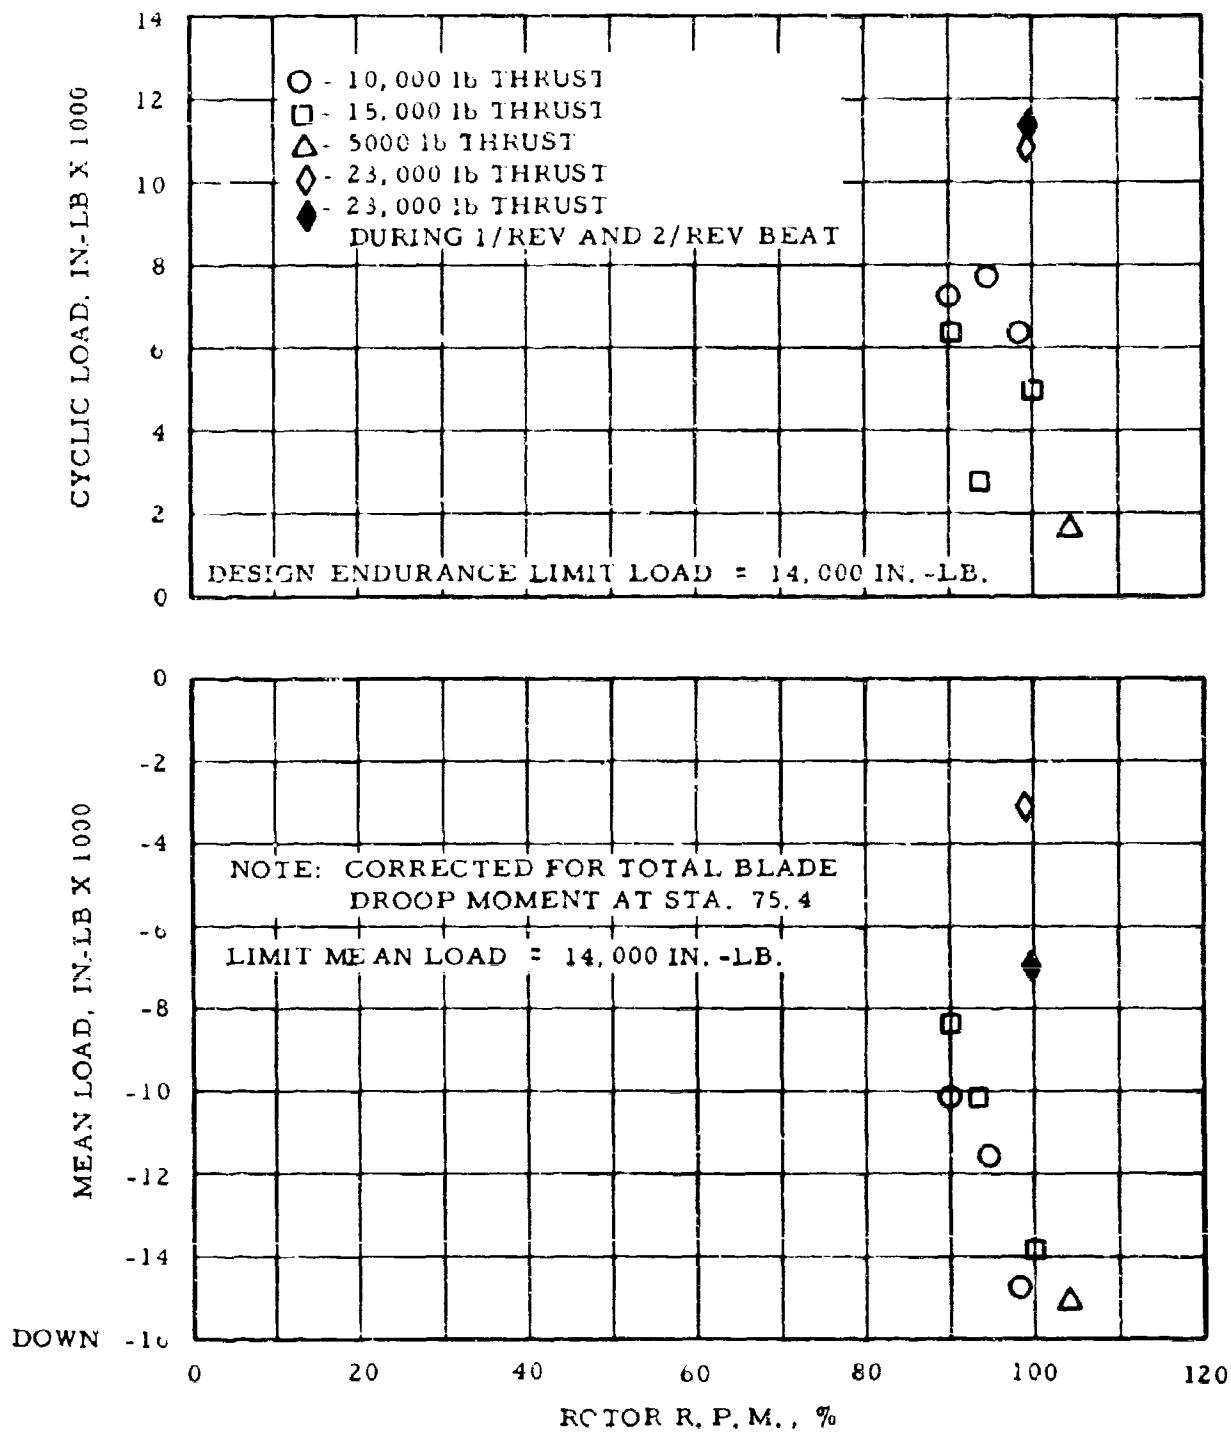 14
12
10
8
6
4
2
0
CYCLIC LOAD, IN.-LB X 1000
- 10,000 lb THRUST
- 15,000 lb THRUST
- 5000 lb THRUST
- 23,000 lb THRUST
- 23,000 lb THRUST
DURING 1/REV AND 2/REV BEAT
DESIGN ENDURANCE LIMIT LOAD = 14,000 IN.-LB.
0
-2
-4
-6
-8
-10
-12
-14
-16
DOWN
MEAN LOAD, IN.-LB X 1000
NOTE: CORRECTED FOR TOTAL BLADE
DROOP MOMENT AT STA. 75.4
LIMIT MEAN LOAD = 14,000 IN.-LB.
0 20 40 60 80 100 120
ROTOR R.P.M., %